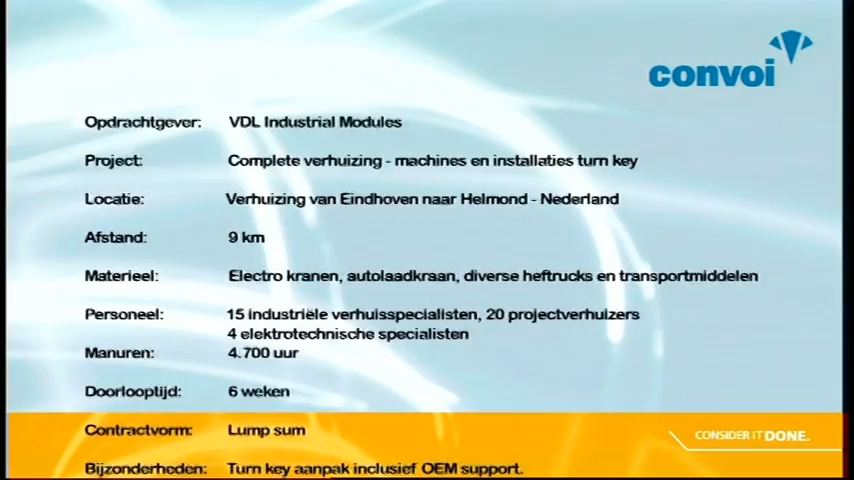 convoi
Opdrachtgever: VDL Industrial Modules
Project: Complete verhuizing - machines en installaties turn key
Locatie: Verhuizing van Eindhoven naar Helmond - Nederland
Afstand: 9 km
Materieel: Electro kranen, autolaadkraan, diverse heftrucks en transportmiddelen
Personeel: 15 industriële verhuisspecialisten, 20 projectverhuizers
4 elektrotechnische specialisten
Manuren: 4.700 uur
Doorlooptijd: 6 weken
Contractvorm: Lump sum
CONSIDER IT DONE.
Bijzonderheden: Turn key aanpak inclusief OEM support.